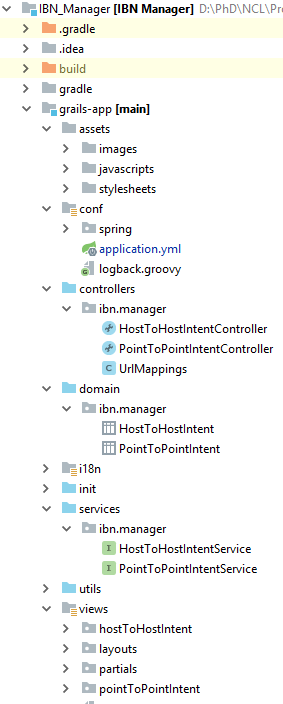 IBN_Manager [IBN Manager] D:\PhD\NCL\Pr
.gradle
.idea
build
gradle
grails-app [main]
assets
images
javascripts
stylesheets
conf
spring
application.yml
logback.groovy
controllers
ibn.manager
HostToHostIntentController
PointToPointIntentController
UrlMappings
domain
ibn.manager
HostToHostIntent
PointToPointIntent
i18n
init
services
ibn.manager
HostToHostIntentService
PointToPointIntentService
utils
views
hostToHostIntent
layouts
partials
pointToPointIntent